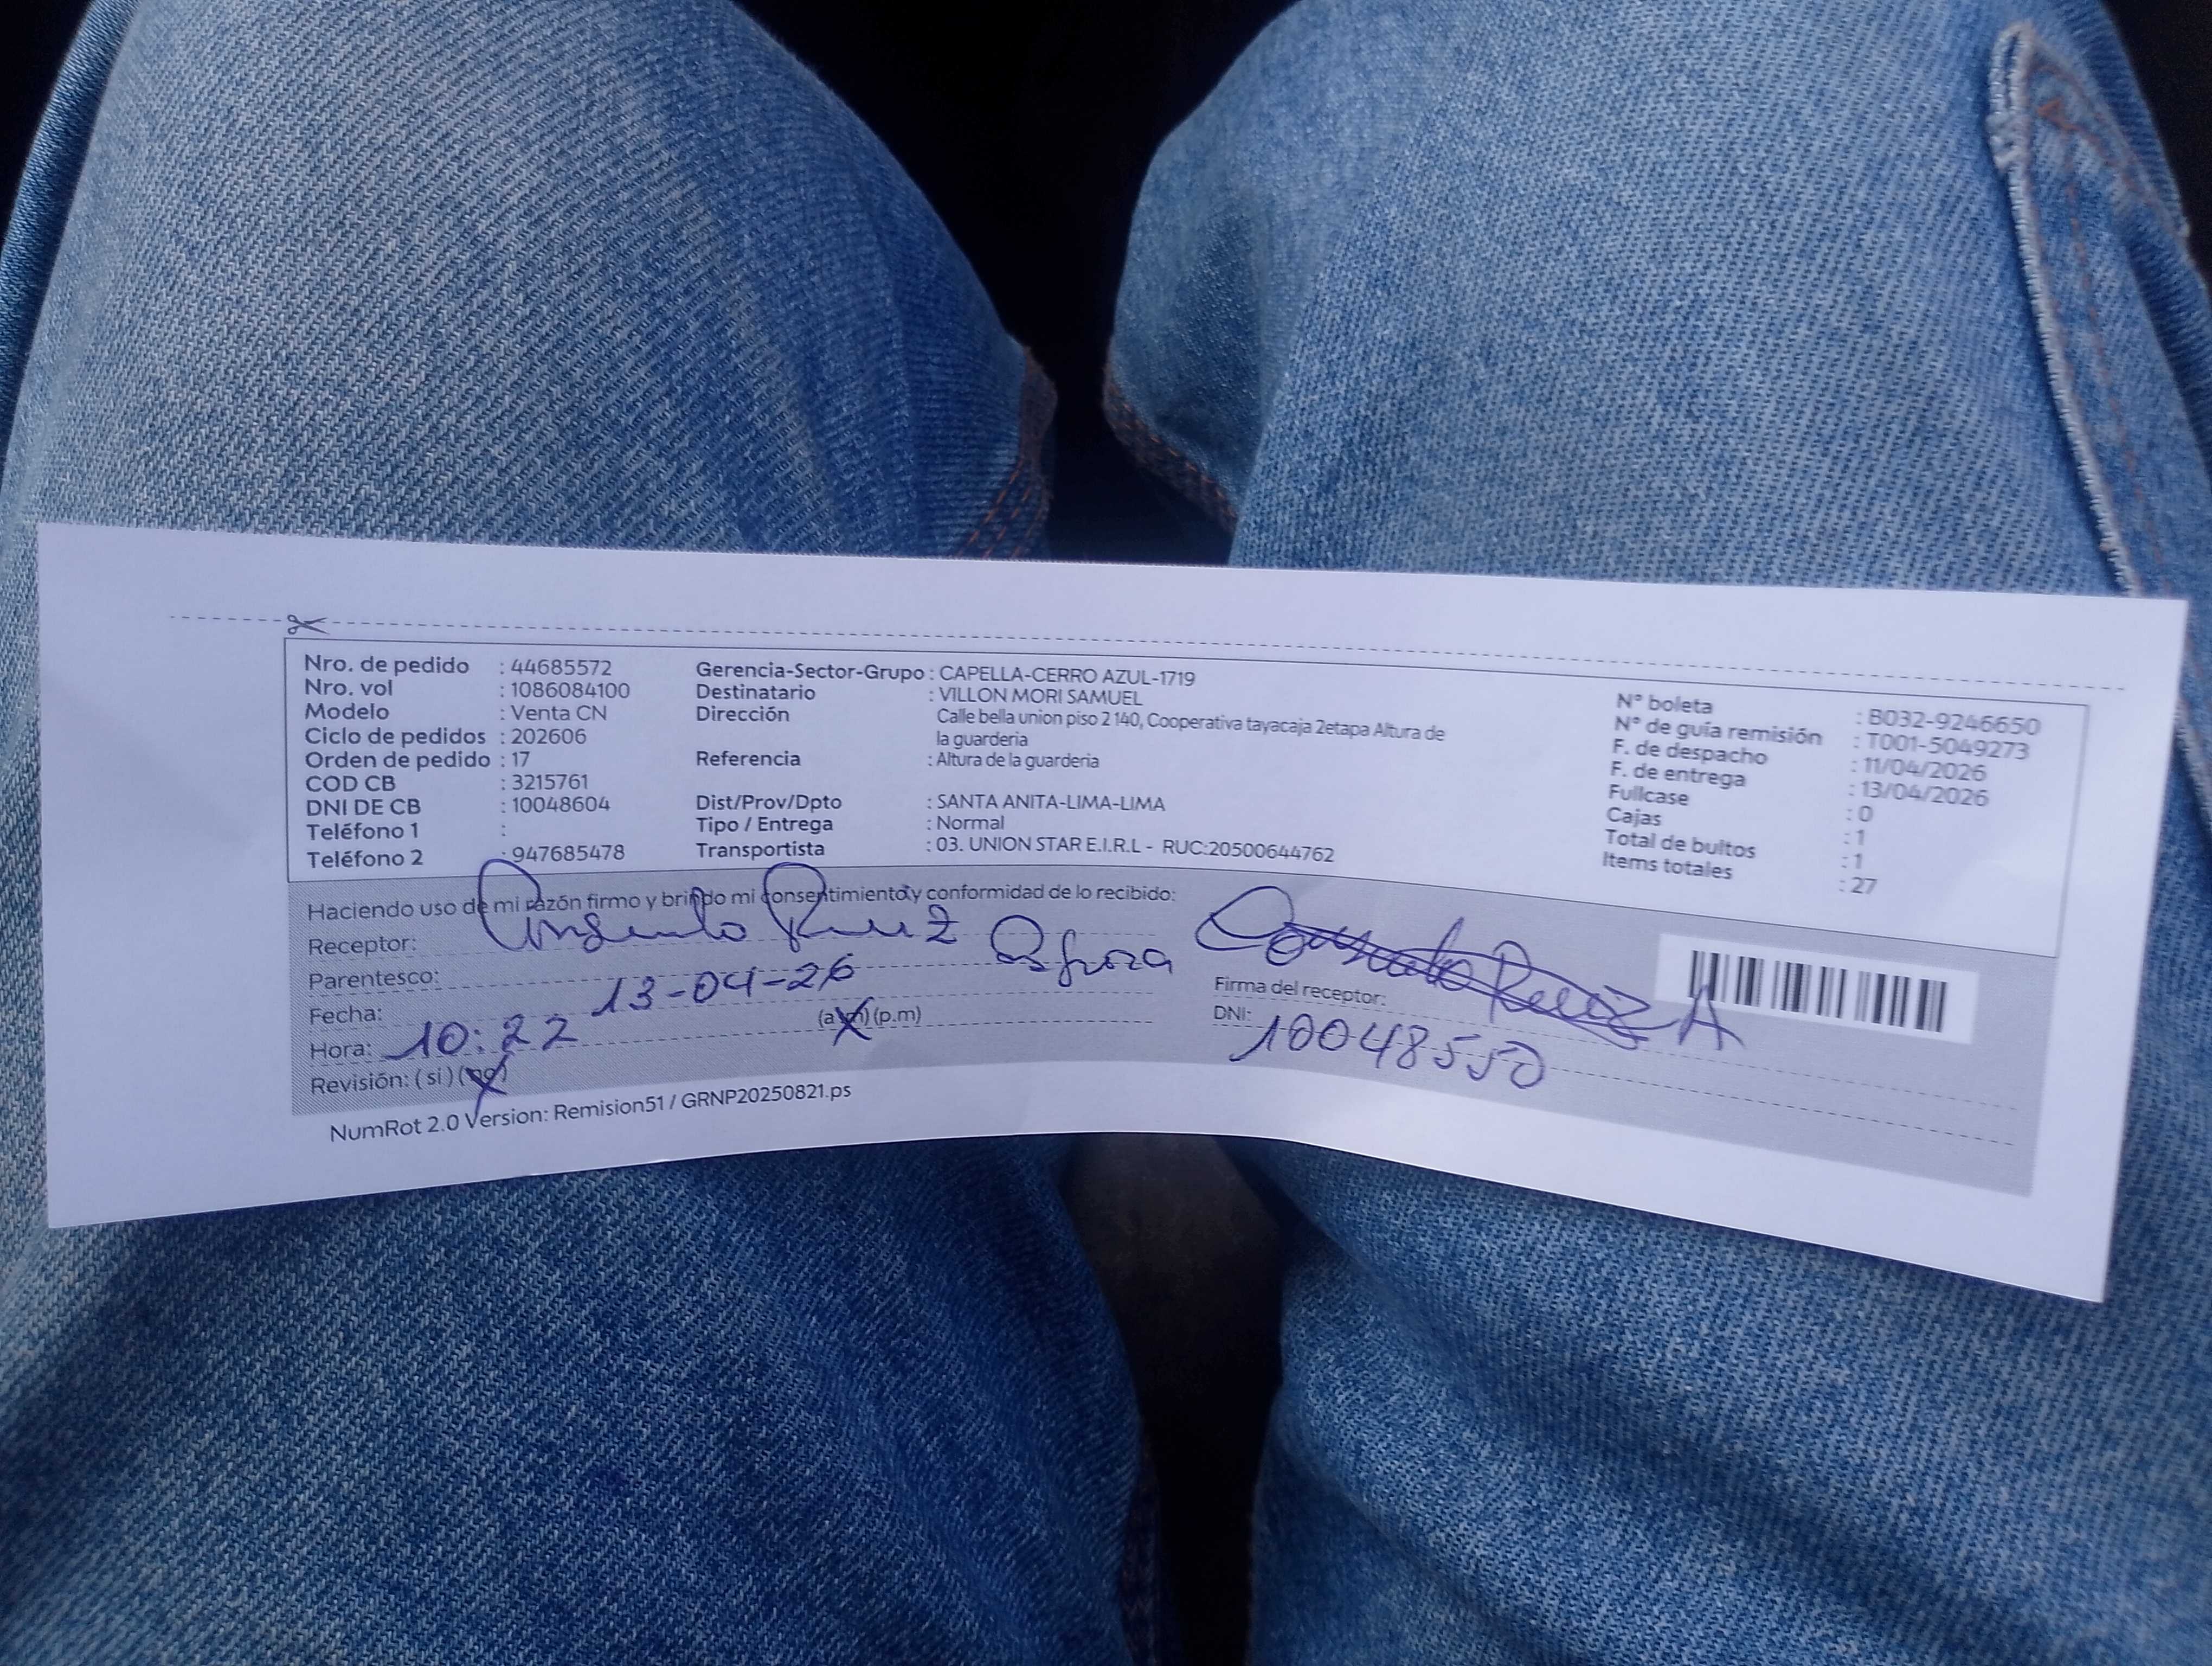 Nro. de pedido : 44685572
Nro. vol : 1086084100
Modelo : Venta CN
Ciclo de pedidos : 202606
Orden de pedido : 17
COD CB : 3215761
DNI DE CB : 10048604
Teléfono 1 :
Teléfono 2 : 947685478
Gerencia-Sector-Grupo : CAPELLA-CERRO AZUL-1719
Destinatario : VILLON MORI SAMUEL
Dirección Calle bella union piso 2 140, Cooperativa tayacaja 2etapa Altura de
la guarderia
Referencia : Altura de la guarderia
Dist/Prov/Dpto : SANTA ANITA-LIMA-LIMA
Tipo / Entrega : Normal
Transportista : 03. UNION STAR E.I.R.L - RUC:20500644762
N° boleta : B032-9246650
N° de guía remisión : T001-5049273
F. de despacho : 11/04/2026
F. de entrega : 13/04/2026
Fullcase : 0
Cajas : 1
Total de bultos : 1
Items totales : 27
Haciendo uso de mi razón firmo y brindo mi consentimiento y conformidad de lo recibido:
Receptor: Ruiz
Parentesco: Esposa
Fecha: 13-04-26
Hora: 10:22 (a.m) (p.m)
Revisión: (si) (no)
Firma del receptor: Ruiz A
DNI: 10048550
NumRot 2.0 Version: Remision51 / GRNP20250821.ps